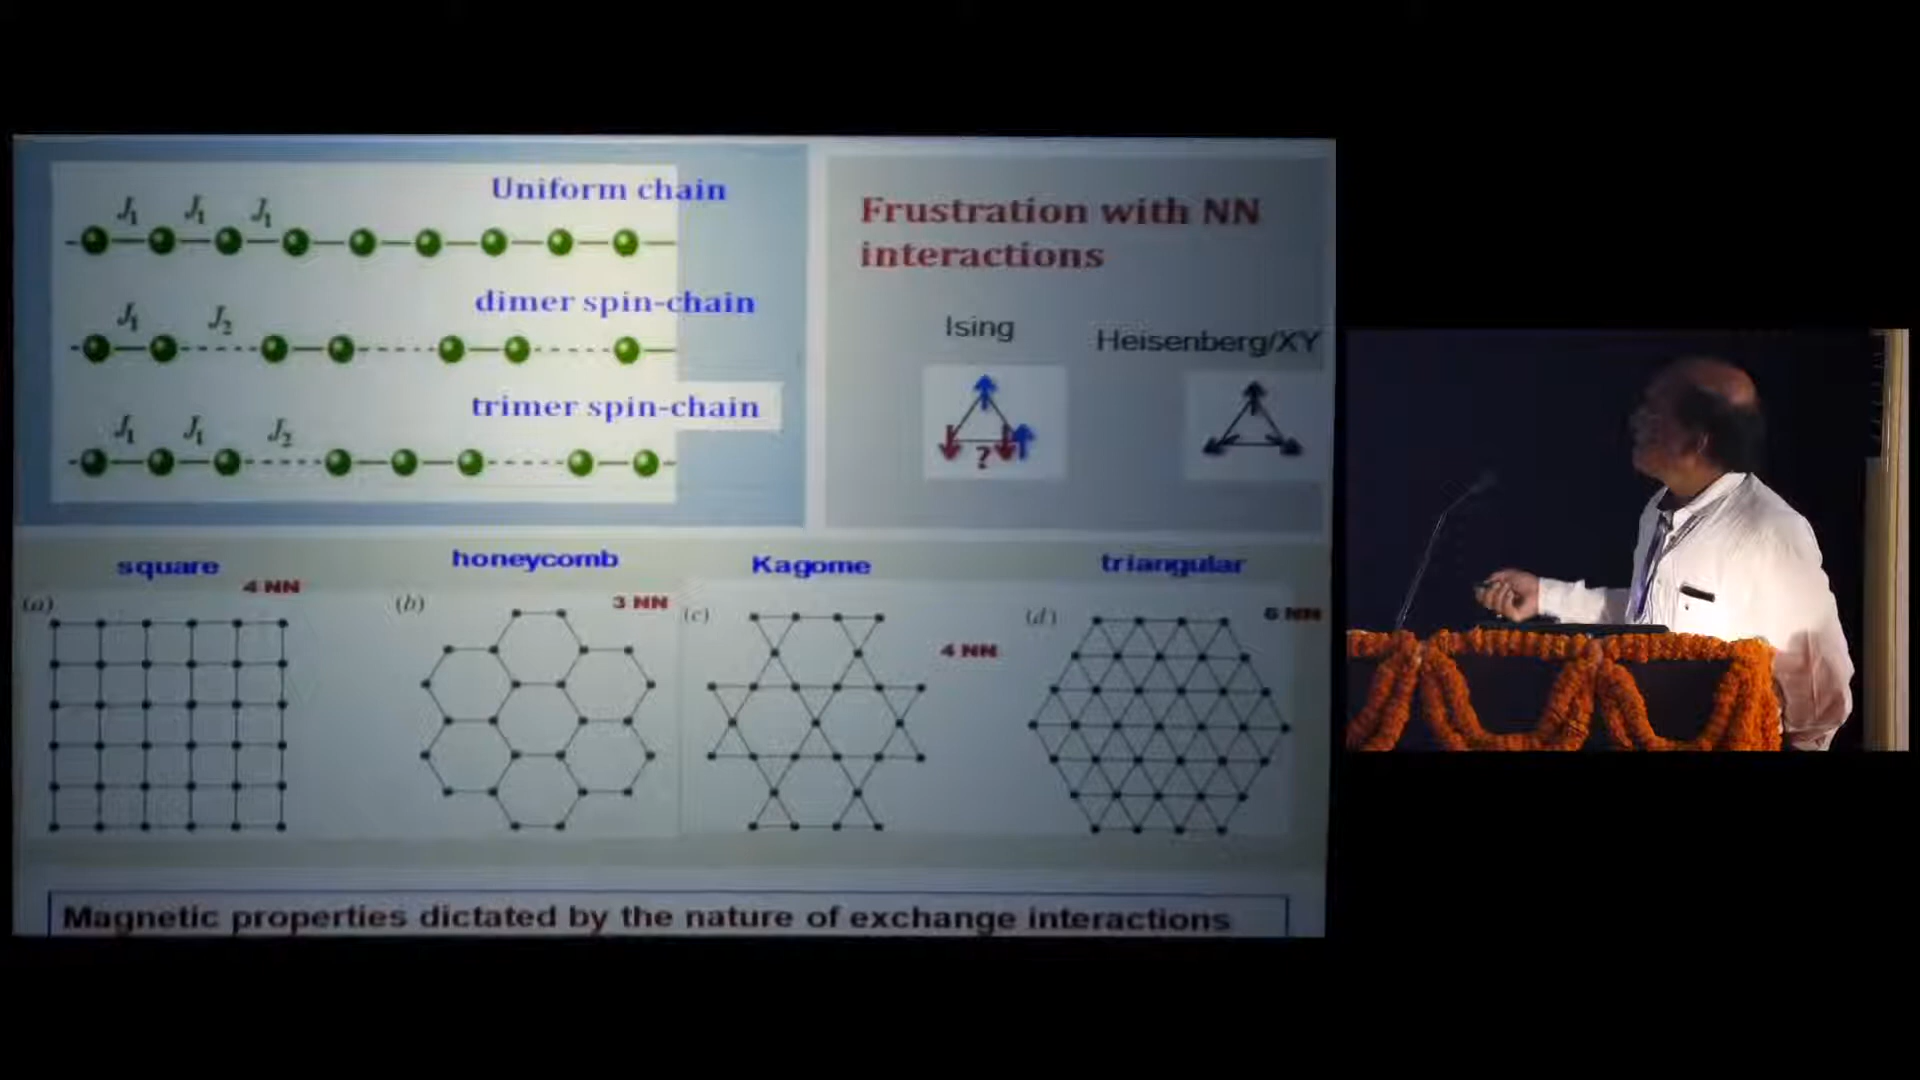 Uniform chain
J1 J1 J1
dimer spin-chain
J1 J2
trimer spin-chain
J1 J1 J2
Frustration with NN
interactions
Ising
Heisenberg/XY
?
square
4 NN
(a)
honeycomb
3 NN
(b)
Kagome
4 NN
(c)
triangular
6 NN
(d)
Magnetic properties dictated by the nature of exchange interactions